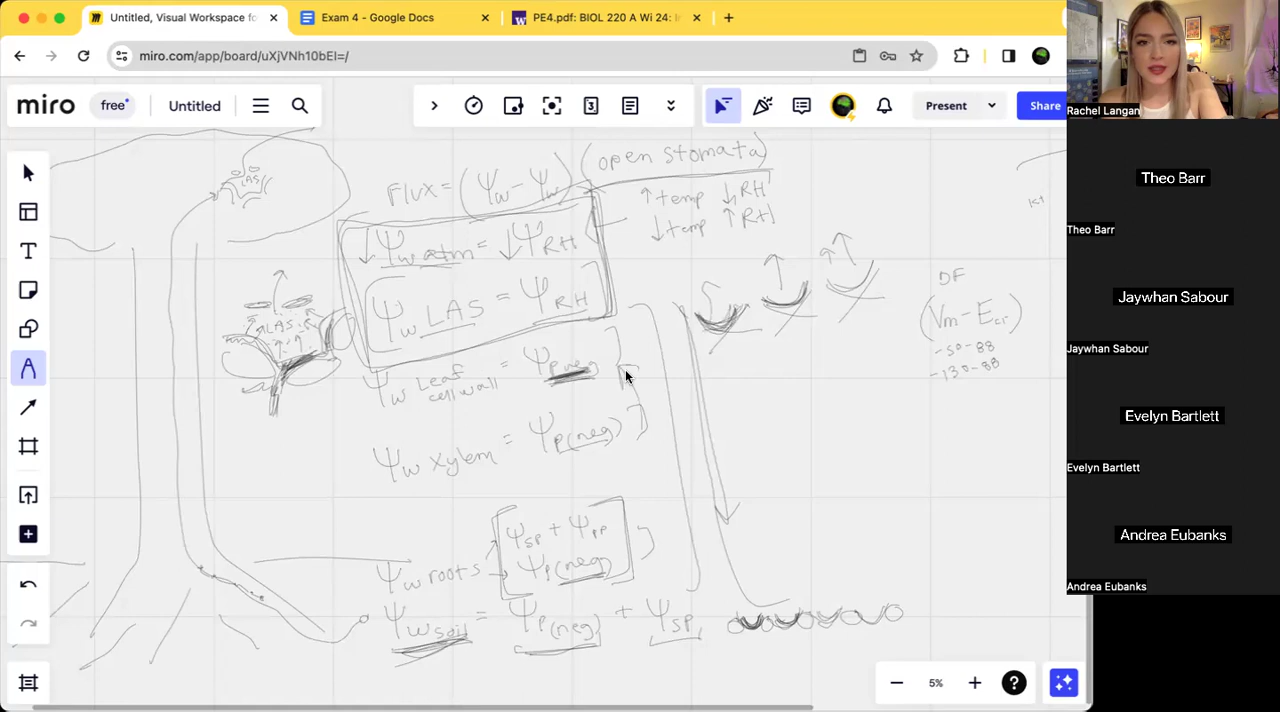 Untitled, Visual Workspace fo
Exam 4 - Google Docs
PE4.pdf: BIOL 220 A Wi 24: I
miro.com/app/board/uXjVNh10bEI=/
miro
free
Untitled
Present
Share
Rachel Langan
Theo Barr
Theo Barr
Jaywhan Sabour
Jaywhan Sabour
Evelyn Bartlett
Evelyn Bartlett
Andrea Eubanks
Andrea Eubanks
LAS
Flux = (Ψw - Ψw)
(open stomata)
↑ temp ↓ RH
↓ temp ↑ RH
↓Ψw atm = ↓ΨRH
Ψw LAS = ΨRH
LAS
Ψw Leaf cell wall = Ψp neg
Ψw xylem = Ψp(neg)
Ψsp + Ψpp
Ψw roots
Ψp(neg)
Ψw soil = Ψp(neg) + Ψsp
DF
(Vm - Eci)
-50--88
-130--88
5%